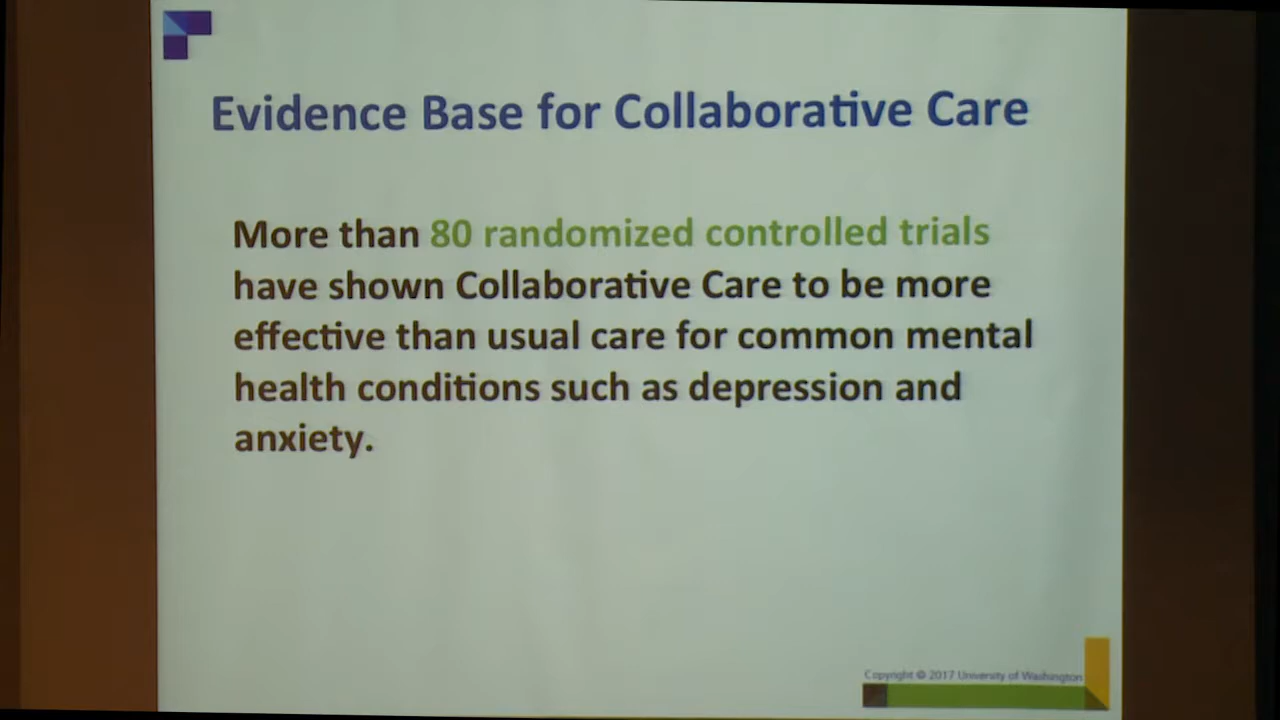 Evidence Base for Collaborative Care
More than 80 randomized controlled trials
have shown Collaborative Care to be more
effective than usual care for common mental
health conditions such as depression and
anxiety.
Copyright © 2017 University of Washington